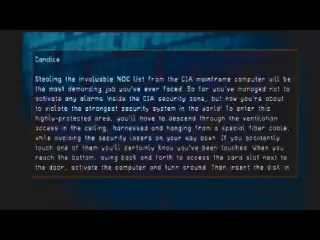 Candice
Stealing the invaluable NOC list from the CIA mainframe computer will be
the most demanding job you've ever faced. So far you've managed not to
activate any alarms inside the CIA security zone, but now you're about
to violate the strongest security system in the world! To enter this
highly-protected area, you'll have to descend through the ventilation
access in the ceiling, harnessed and hanging from a special fiber cable,
while avoiding the security lasers on your way down. If you accidently
touch one of them you'll certainly know you've been touched. When you
reach the bottom, swing back and forth to access the card slot next to
the door, activate the computer and turn around. Then insert the disk in